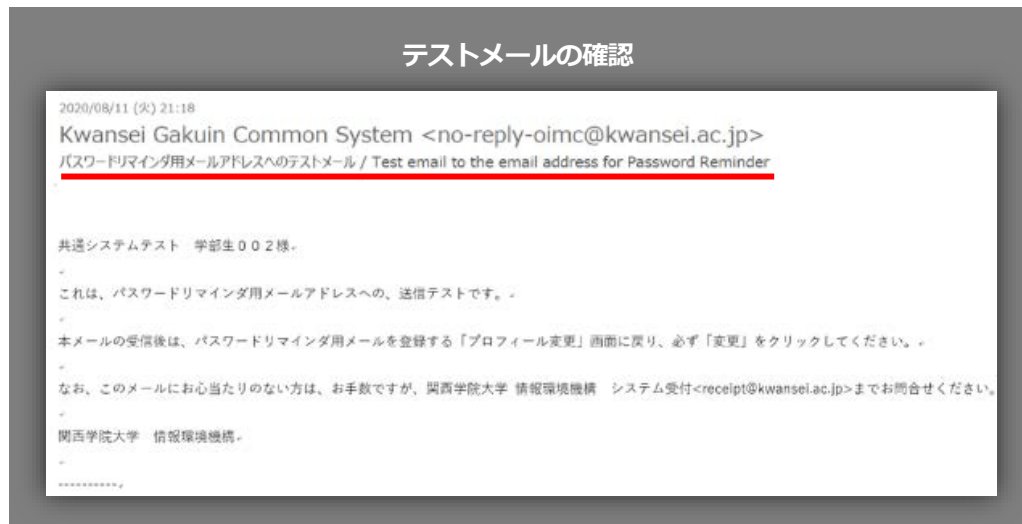 テストメールの確認
2020/08/11 (火) 21:18
Kwansei Gakuin Common System <no-reply-oimc@kwansei.ac.jp>
パスワードリマインダ用メールアドレスへのテストメール / Test email to the email address for Password Reminder
共通システムテスト　学部生００２様
これは、パスワードリマインダ用メールアドレスへの、送信テストです。
本メールの受信後は、パスワードリマインダ用メールを登録する「プロフィール変更」画面に戻り、必ず「変更」をクリックしてください。
なお、このメールにお心当たりのない方は、お手数ですが、関西学院大学 情報環境機構　システム受付<receipt@kwansei.ac.jp>までお問合せください。
関西学院大学　情報環境機構
----------